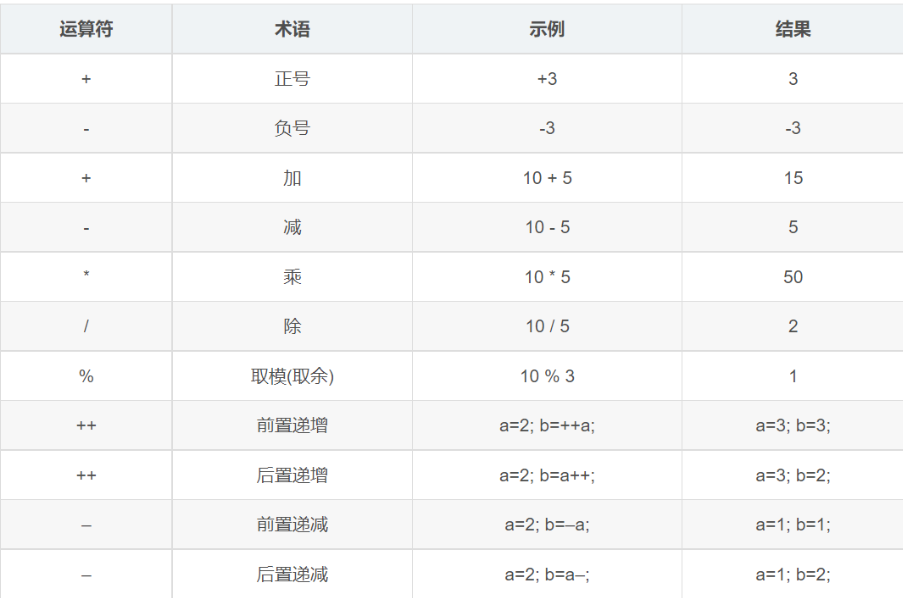 运算符 术语 示例 结果
+ 正号 +3 3
- 负号 -3 -3
+ 加 10 + 5 15
- 减 10 - 5 5
* 乘 10 * 5 50
/ 除 10 / 5 2
% 取模(取余) 10 % 3 1
++ 前置递增 a=2; b=++a; a=3; b=3;
++ 后置递增 a=2; b=a++; a=3; b=2;
– 前置递减 a=2; b=–a; a=1; b=1;
– 后置递减 a=2; b=a–; a=1; b=2;